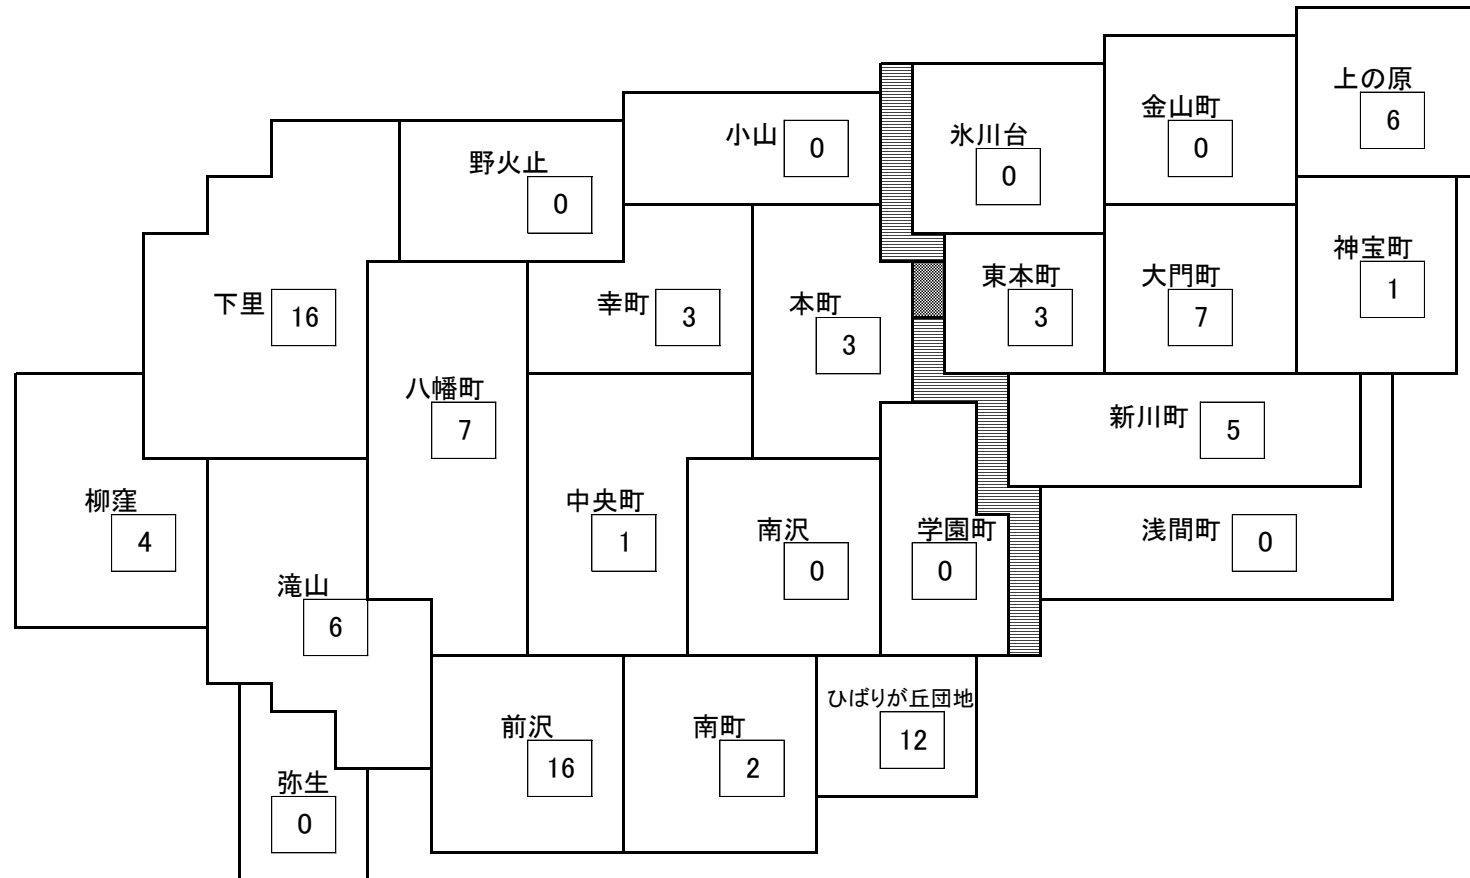 上の原
6
金山町
0
小山
0
氷川台
0
野火止
0
神宝町
1
東本町
3
大門町
7
下里
16
幸町
3
本町
3
八幡町
7
新川町
5
柳窪
4
中央町
1
南沢
0
学園町
0
浅間町
0
滝山
6
ひばりが丘団地
12
前沢
16
南町
2
弥生
0